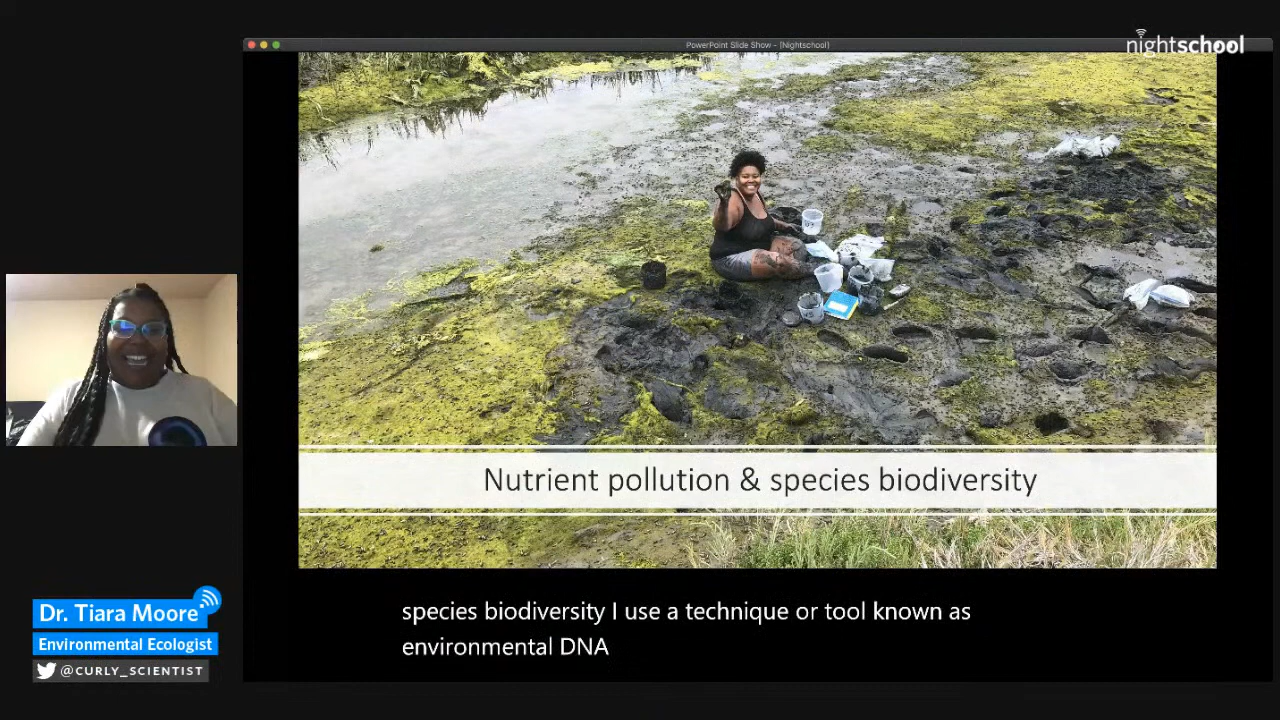 PowerPoint Slide Show - [Nightschool]
nightschool
Nutrient pollution & species biodiversity
Dr. Tiara Moore
Environmental Ecologist
@CURLY_SCIENTIST
species biodiversity I use a technique or tool known as
environmental DNA